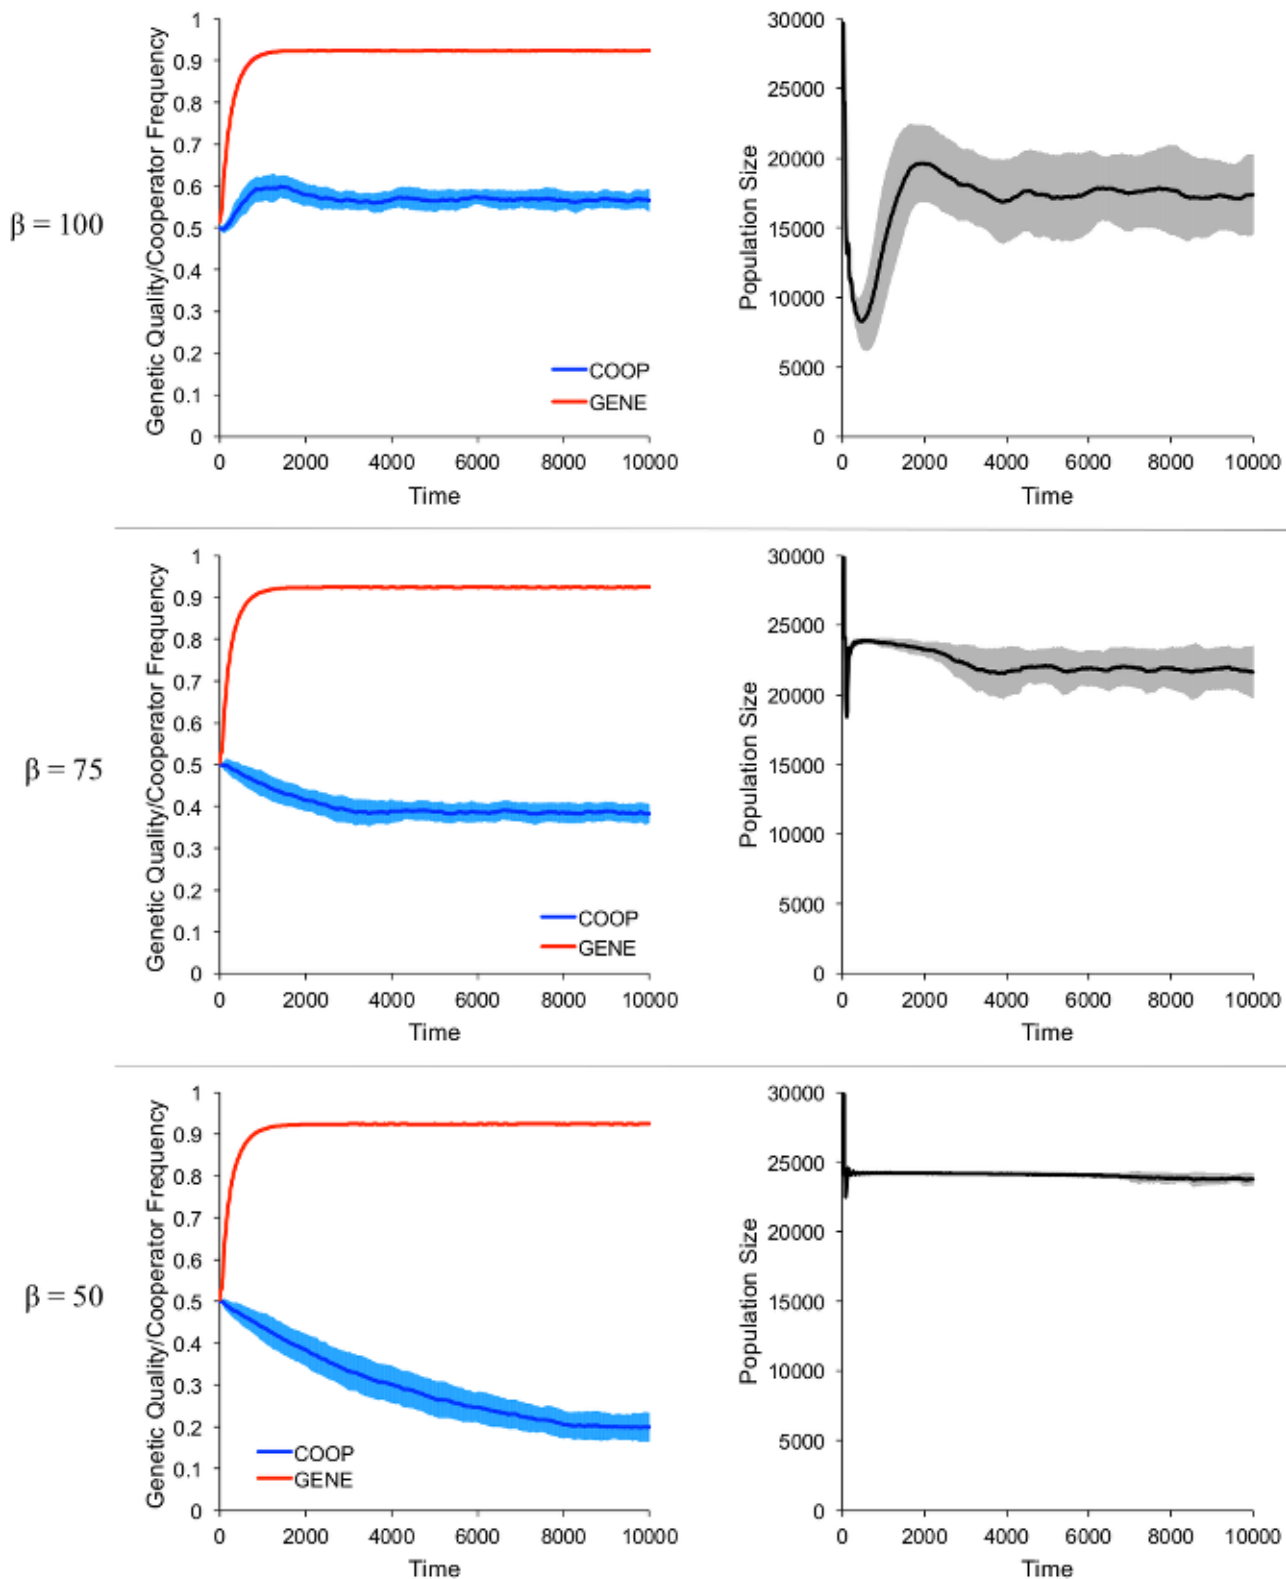 β = 100
Genetic Quality/Cooperator Frequency
1
0.9
0.8
0.7
0.6
0.5
0.4
0.3
0.2
0.1
0
COOP
GENE
0 2000 4000 6000 8000 10000
Time
Population Size
30000
25000
20000
15000
10000
5000
0
0 2000 4000 6000 8000 10000
Time
β = 75
Genetic Quality/Cooperator Frequency
1
0.9
0.8
0.7
0.6
0.5
0.4
0.3
0.2
0.1
0
COOP
GENE
0 2000 4000 6000 8000 10000
Time
Population Size
30000
25000
20000
15000
10000
5000
0
0 2000 4000 6000 8000 10000
Time
β = 50
Genetic Quality/Cooperator Frequency
1
0.9
0.8
0.7
0.6
0.5
0.4
0.3
0.2
0.1
0
COOP
GENE
0 2000 4000 6000 8000 10000
Time
Population Size
30000
25000
20000
15000
10000
5000
0
0 2000 4000 6000 8000 10000
Time